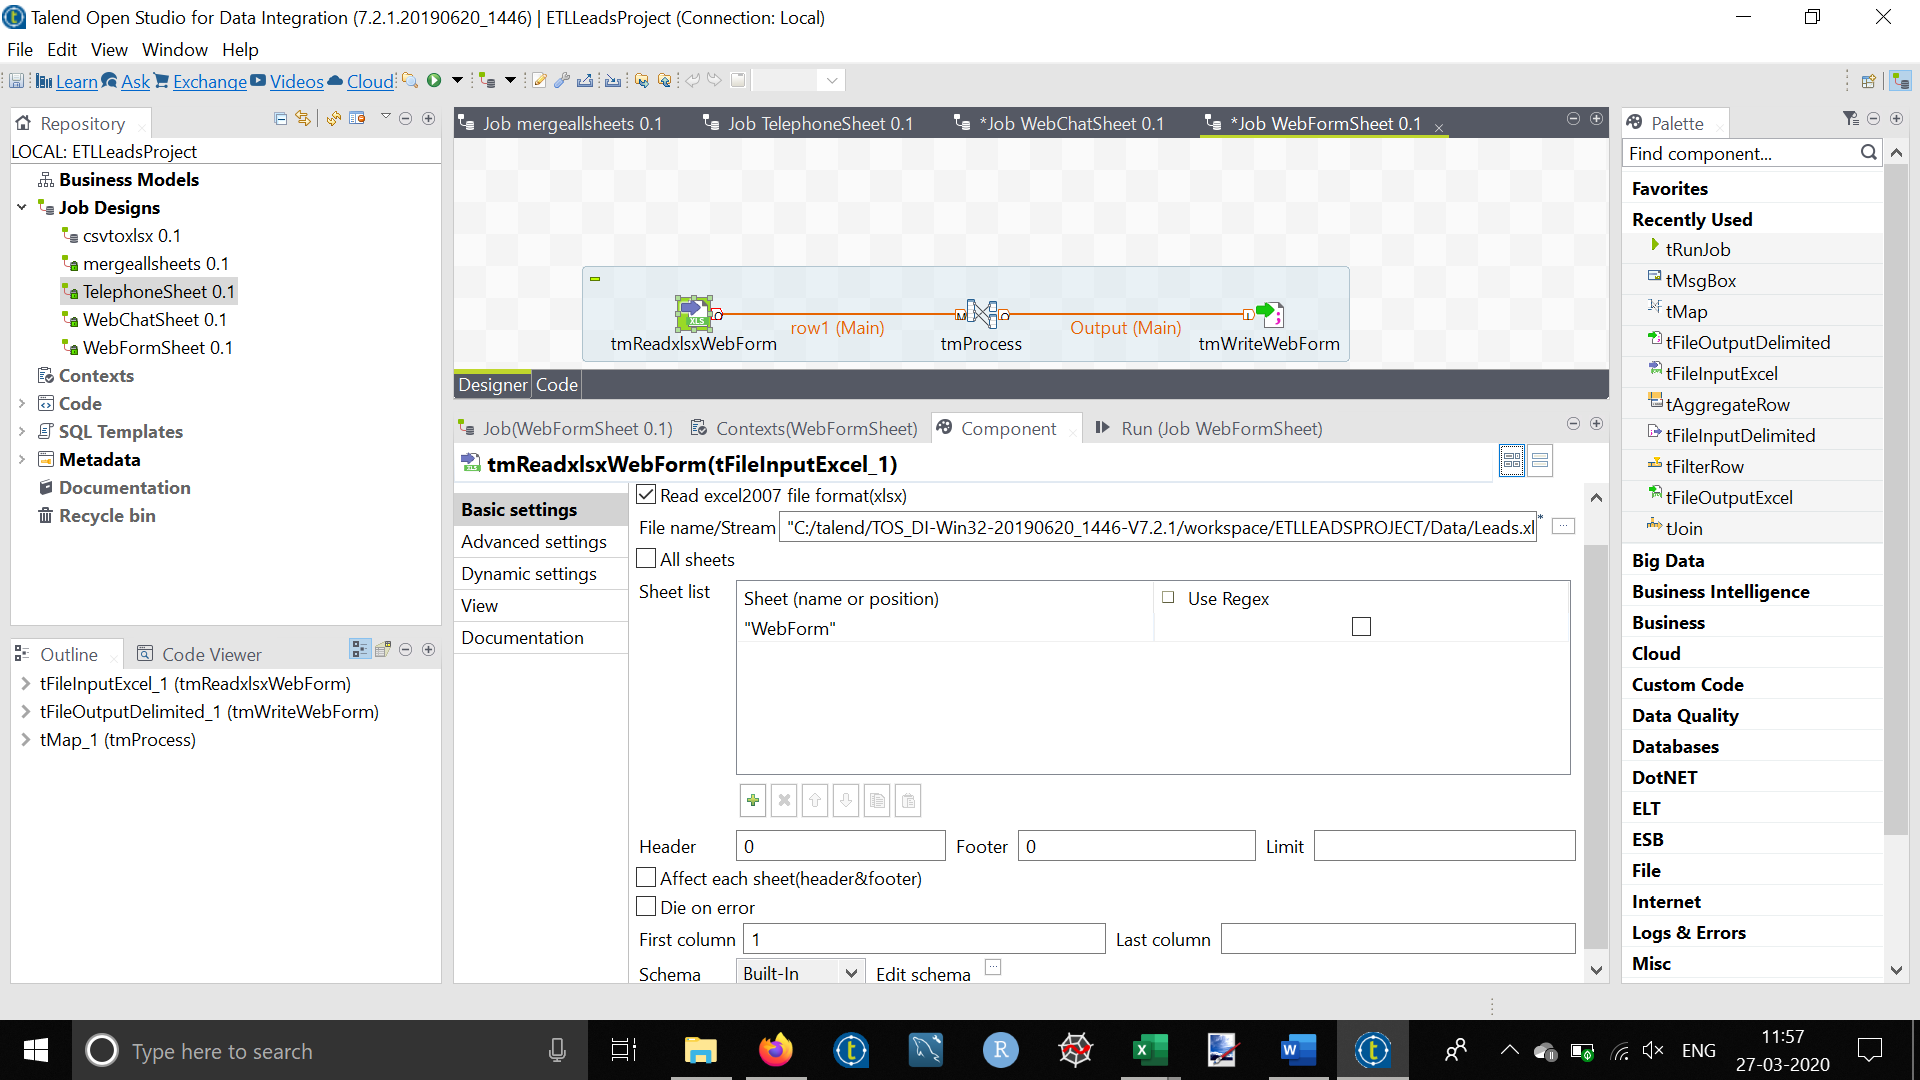 Talend Open Studio for Data Integration (7.2.1.20190620_1446) | ETLLeadsProject (Connection: Local)
File Edit View Window Help
Learn Ask Exchange Videos Cloud
Repository
LOCAL: ETLLeadsProject
Business Models
Job Designs
csvtoxlsx 0.1
mergeallsheets 0.1
TelephoneSheet 0.1
WebChatSheet 0.1
WebFormSheet 0.1
Contexts
Code
SQL Templates
Metadata
Documentation
Recycle bin
Outline Code Viewer
tFileInputExcel_1 (tmReadxlsxWebForm)
tFileOutputDelimited_1 (tmWriteWebForm)
tMap_1 (tmProcess)
Job mergeallsheets 0.1 Job TelephoneSheet 0.1 *Job WebChatSheet 0.1 *Job WebFormSheet 0.1
row1 (Main) Output (Main)
tmReadxlsxWebForm tmProcess tmWriteWebForm
Designer Code
Job(WebFormSheet 0.1) Contexts(WebFormSheet) Component Run (Job WebFormSheet)
tmReadxlsxWebForm(tFileInputExcel_1)
Basic settings
Advanced settings
Dynamic settings
View
Documentation
Read excel2007 file format(xlsx)
File name/Stream "C:/talend/TOS_DI-Win32-20190620_1446-V7.2.1/workspace/ETLLEADSPROJECT/Data/Leads.xl *
All sheets
Sheet list
Sheet (name or position) Use Regex
"WebForm"
Header 0 Footer 0 Limit
Affect each sheet(header&footer)
Die on error
First column 1 Last column
Schema Built-In Edit schema
Palette
Find component...
Favorites
Recently Used
tRunJob
tMsgBox
tMap
tFileOutputDelimited
tFileInputExcel
tAggregateRow
tFileInputDelimited
tFilterRow
tFileOutputExcel
tJoin
Big Data
Business Intelligence
Business
Cloud
Custom Code
Data Quality
Databases
DotNET
ELT
ESB
File
Internet
Logs & Errors
Misc
Type here to search
ENG
11:57
27-03-2020